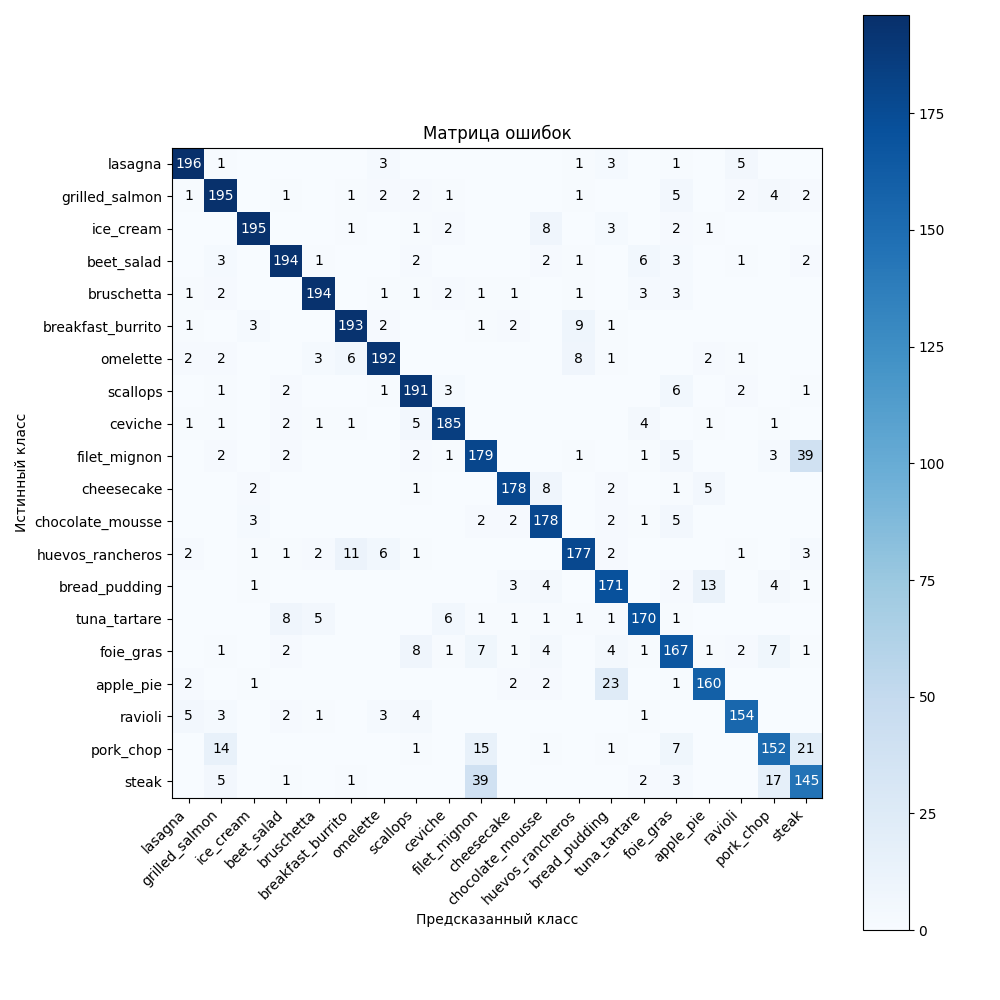 Матрица ошибок
Истинный класс
lasagna 196 1 3 1 3 1 5
grilled_salmon 1 195 1 1 2 2 1 1 5 2 4 2
ice_cream 195 1 1 2 8 3 2 1
beet_salad 3 194 1 2 2 1 6 3 1 2
bruschetta 1 2 194 1 1 2 1 1 1 3 3
breakfast_burrito 1 3 193 2 1 2 9 1
omelette 2 2 3 6 192 8 1 2 1
scallops 1 2 1 191 3 6 2 1
ceviche 1 1 2 1 1 5 185 4 1 1
filet_mignon 2 2 2 1 179 1 1 5 3 39
cheesecake 2 1 178 8 2 1 5
chocolate_mousse 3 2 2 178 2 1 5
huevos_rancheros 2 1 1 2 11 6 1 177 2 1 3
bread_pudding 1 3 4 171 2 13 4 1
tuna_tartare 8 5 6 1 1 1 1 1 170 1
foie_gras 1 2 8 1 7 1 4 4 1 167 1 2 7 1
apple_pie 2 1 2 2 23 1 160
ravioli 5 3 2 1 3 4 1 154
pork_chop 14 1 15 1 1 7 152 21
steak 5 1 1 39 2 3 17 145
lasagna
grilled_salmon
ice_cream
beet_salad
bruschetta
breakfast_burrito
omelette
scallops
ceviche
filet_mignon
cheesecake
chocolate_mousse
huevos_rancheros
bread_pudding
tuna_tartare
foie_gras
apple_pie
ravioli
pork_chop
steak
Предсказанный класс
175
150
125
100
75
50
25
0